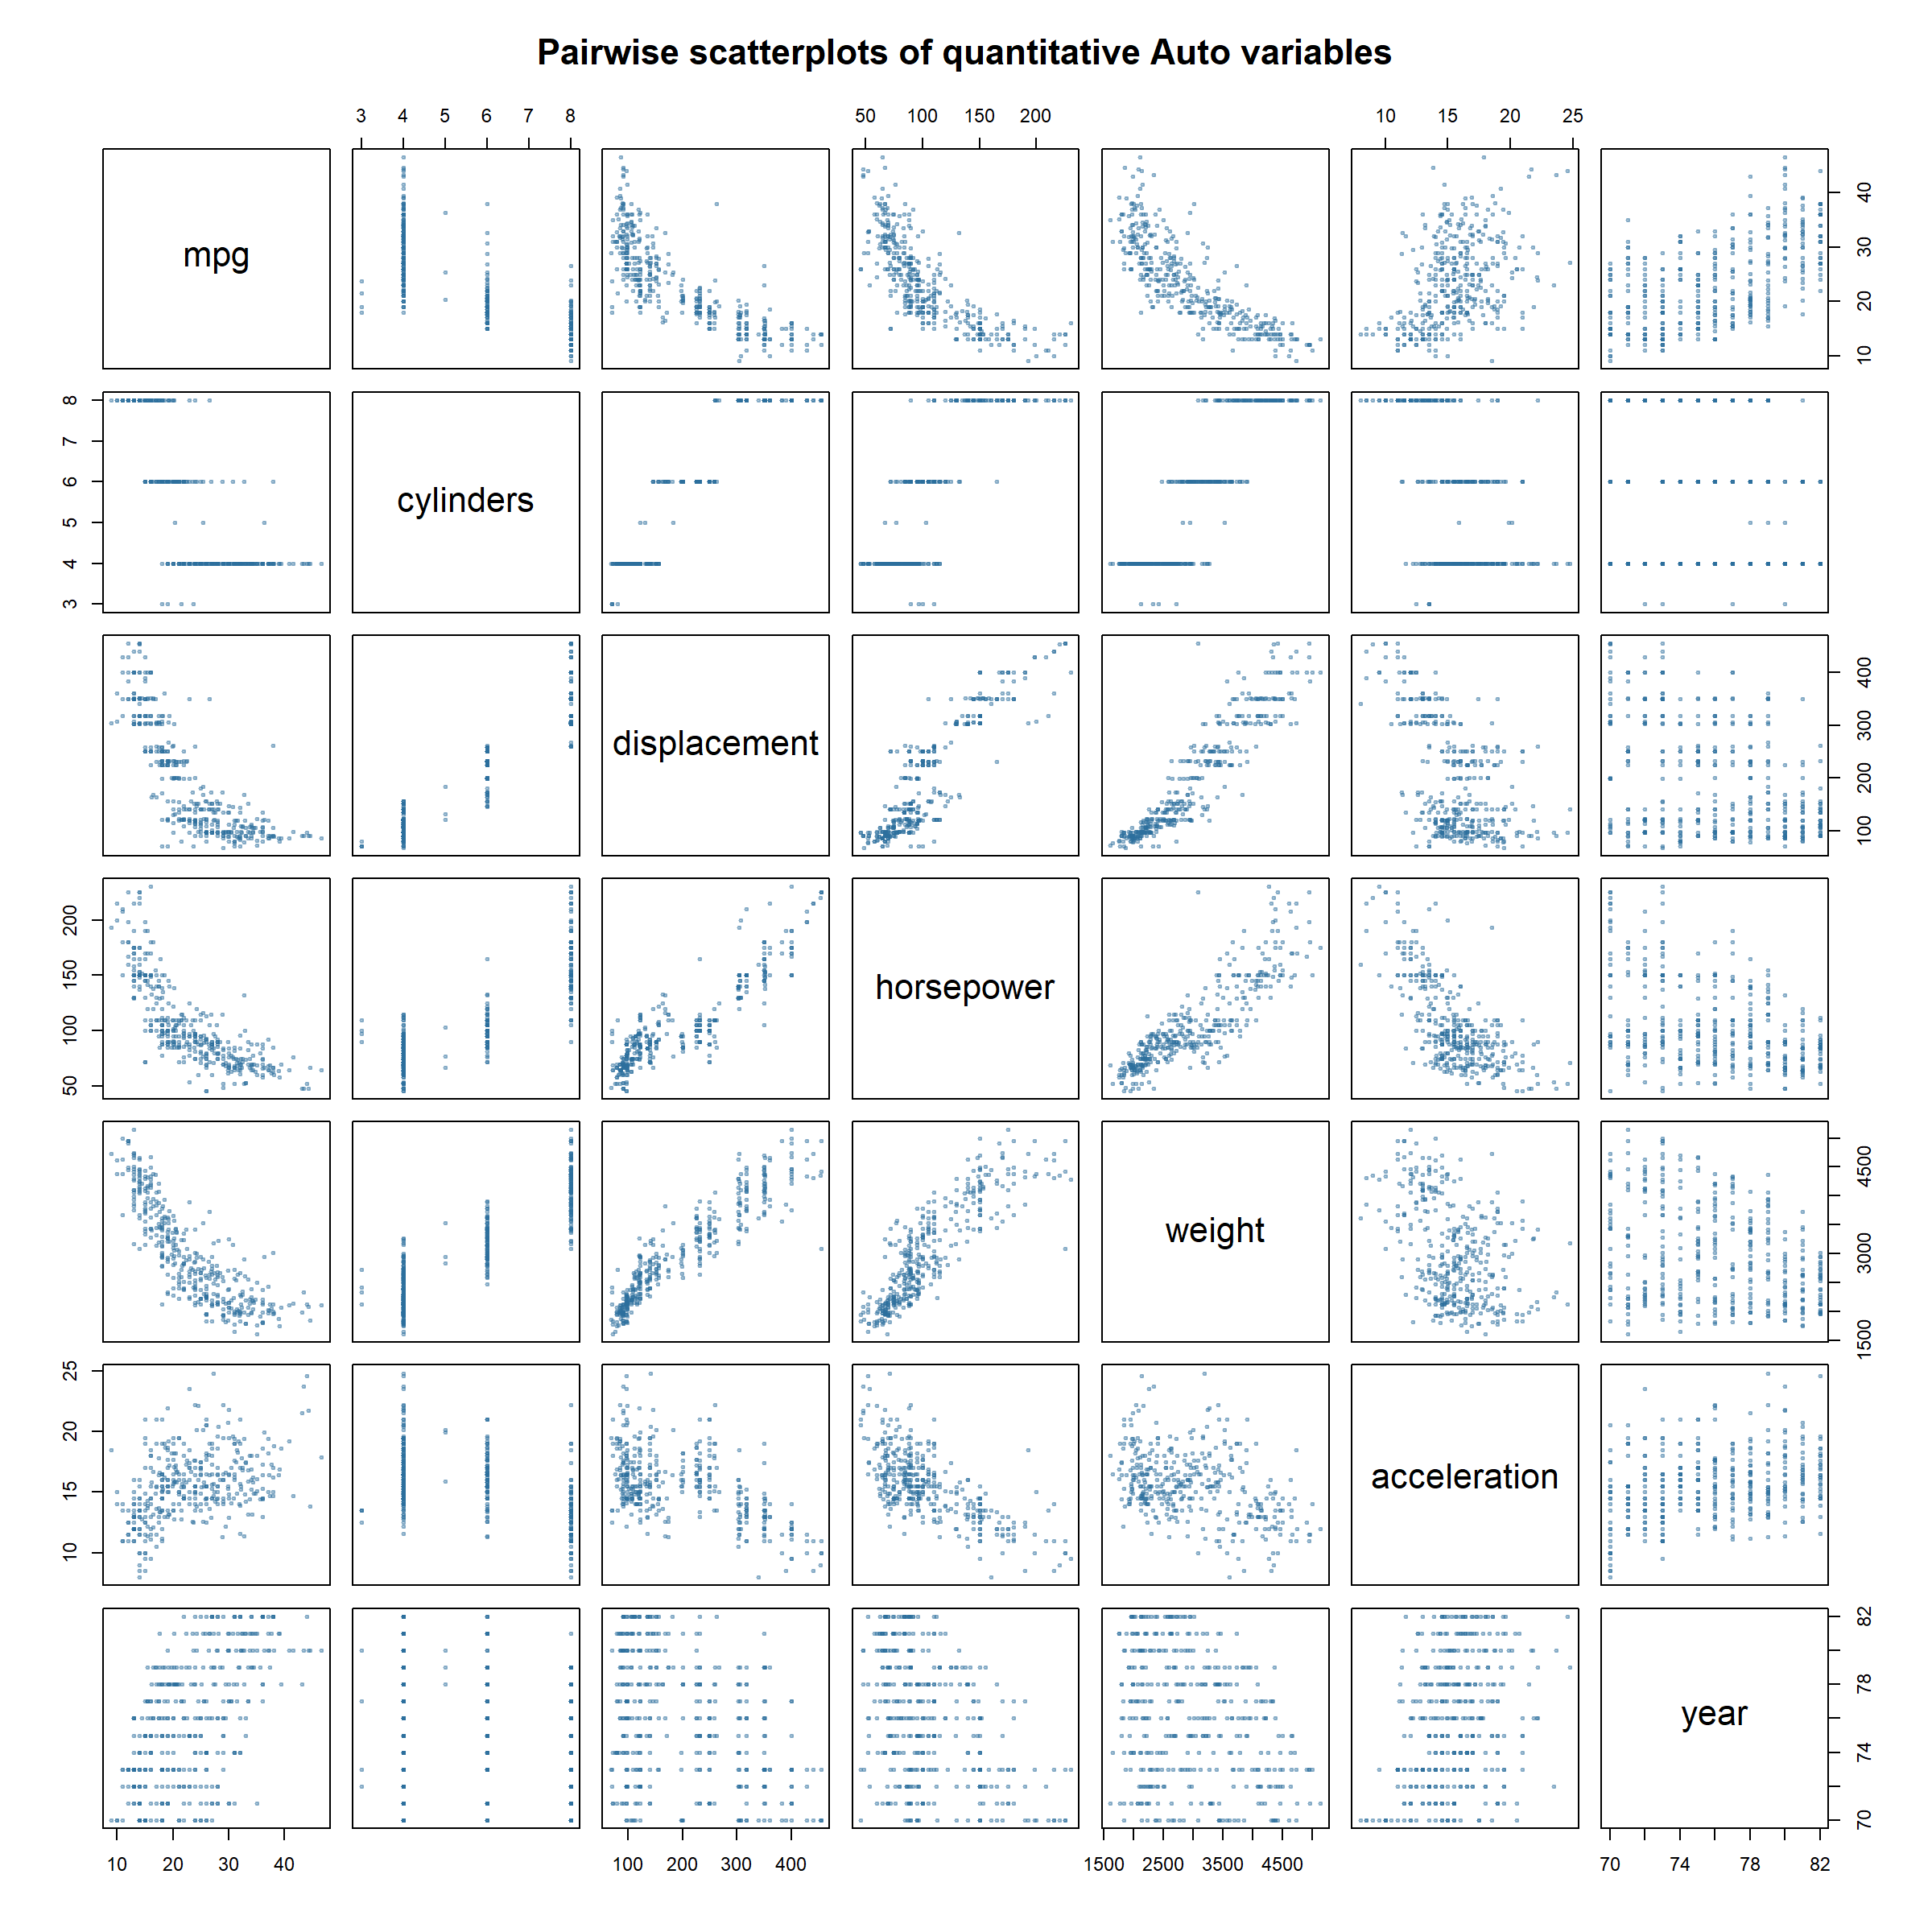 Pairwise scatterplots of quantitative Auto variables
3 4 5 6 7 8 50 100 150 200 10 15 20 25
mpg
10 20 30 40
3 4 5 6 7 8
cylinders
displacement
100 200 300 400
50 100 150 200
horsepower
weight
1500 3000 4500
10 15 20 25
acceleration
year
70 74 78 82
10 20 30 40 100 200 300 400 1500 2500 3500 4500 70 74 78 82